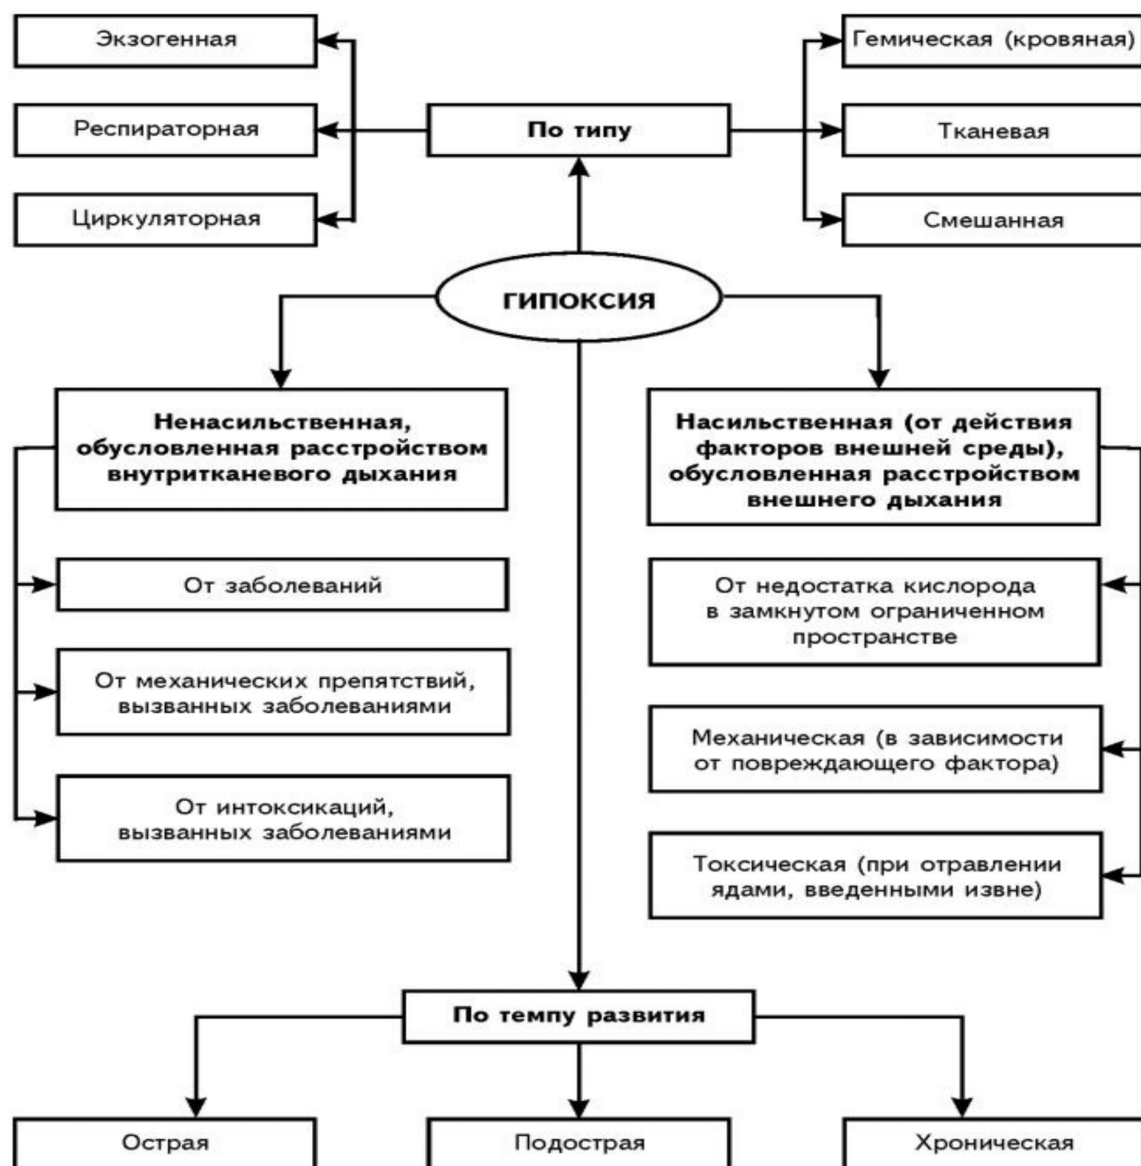 Экзогенная
Респираторная
Циркуляторная
По типу
Гемическая (кровяная)
Тканевая
Смешанная
ГИПОКСИЯ
Ненасильственная,
обусловленная расстройством
внутритканевого дыхания
От заболеваний
От механических препятствий,
вызванных заболеваниями
От интоксикаций,
вызванных заболеваниями
Насильственная (от действия
факторов внешней среды),
обусловленная расстройством
внешнего дыхания
От недостатка кислорода
в замкнутом ограниченном
пространстве
Механическая (в зависимости
от повреждающего фактора)
Токсическая (при отравлении
ядами, введенными извне)
По темпу развития
Острая
Подострая
Хроническая